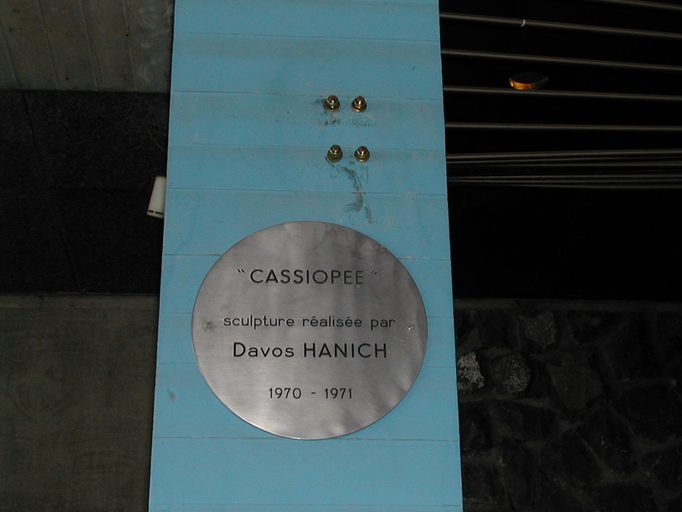 "CASSIOPEE"
sculpture réalisée par
Davos HANICH
1970 - 1971